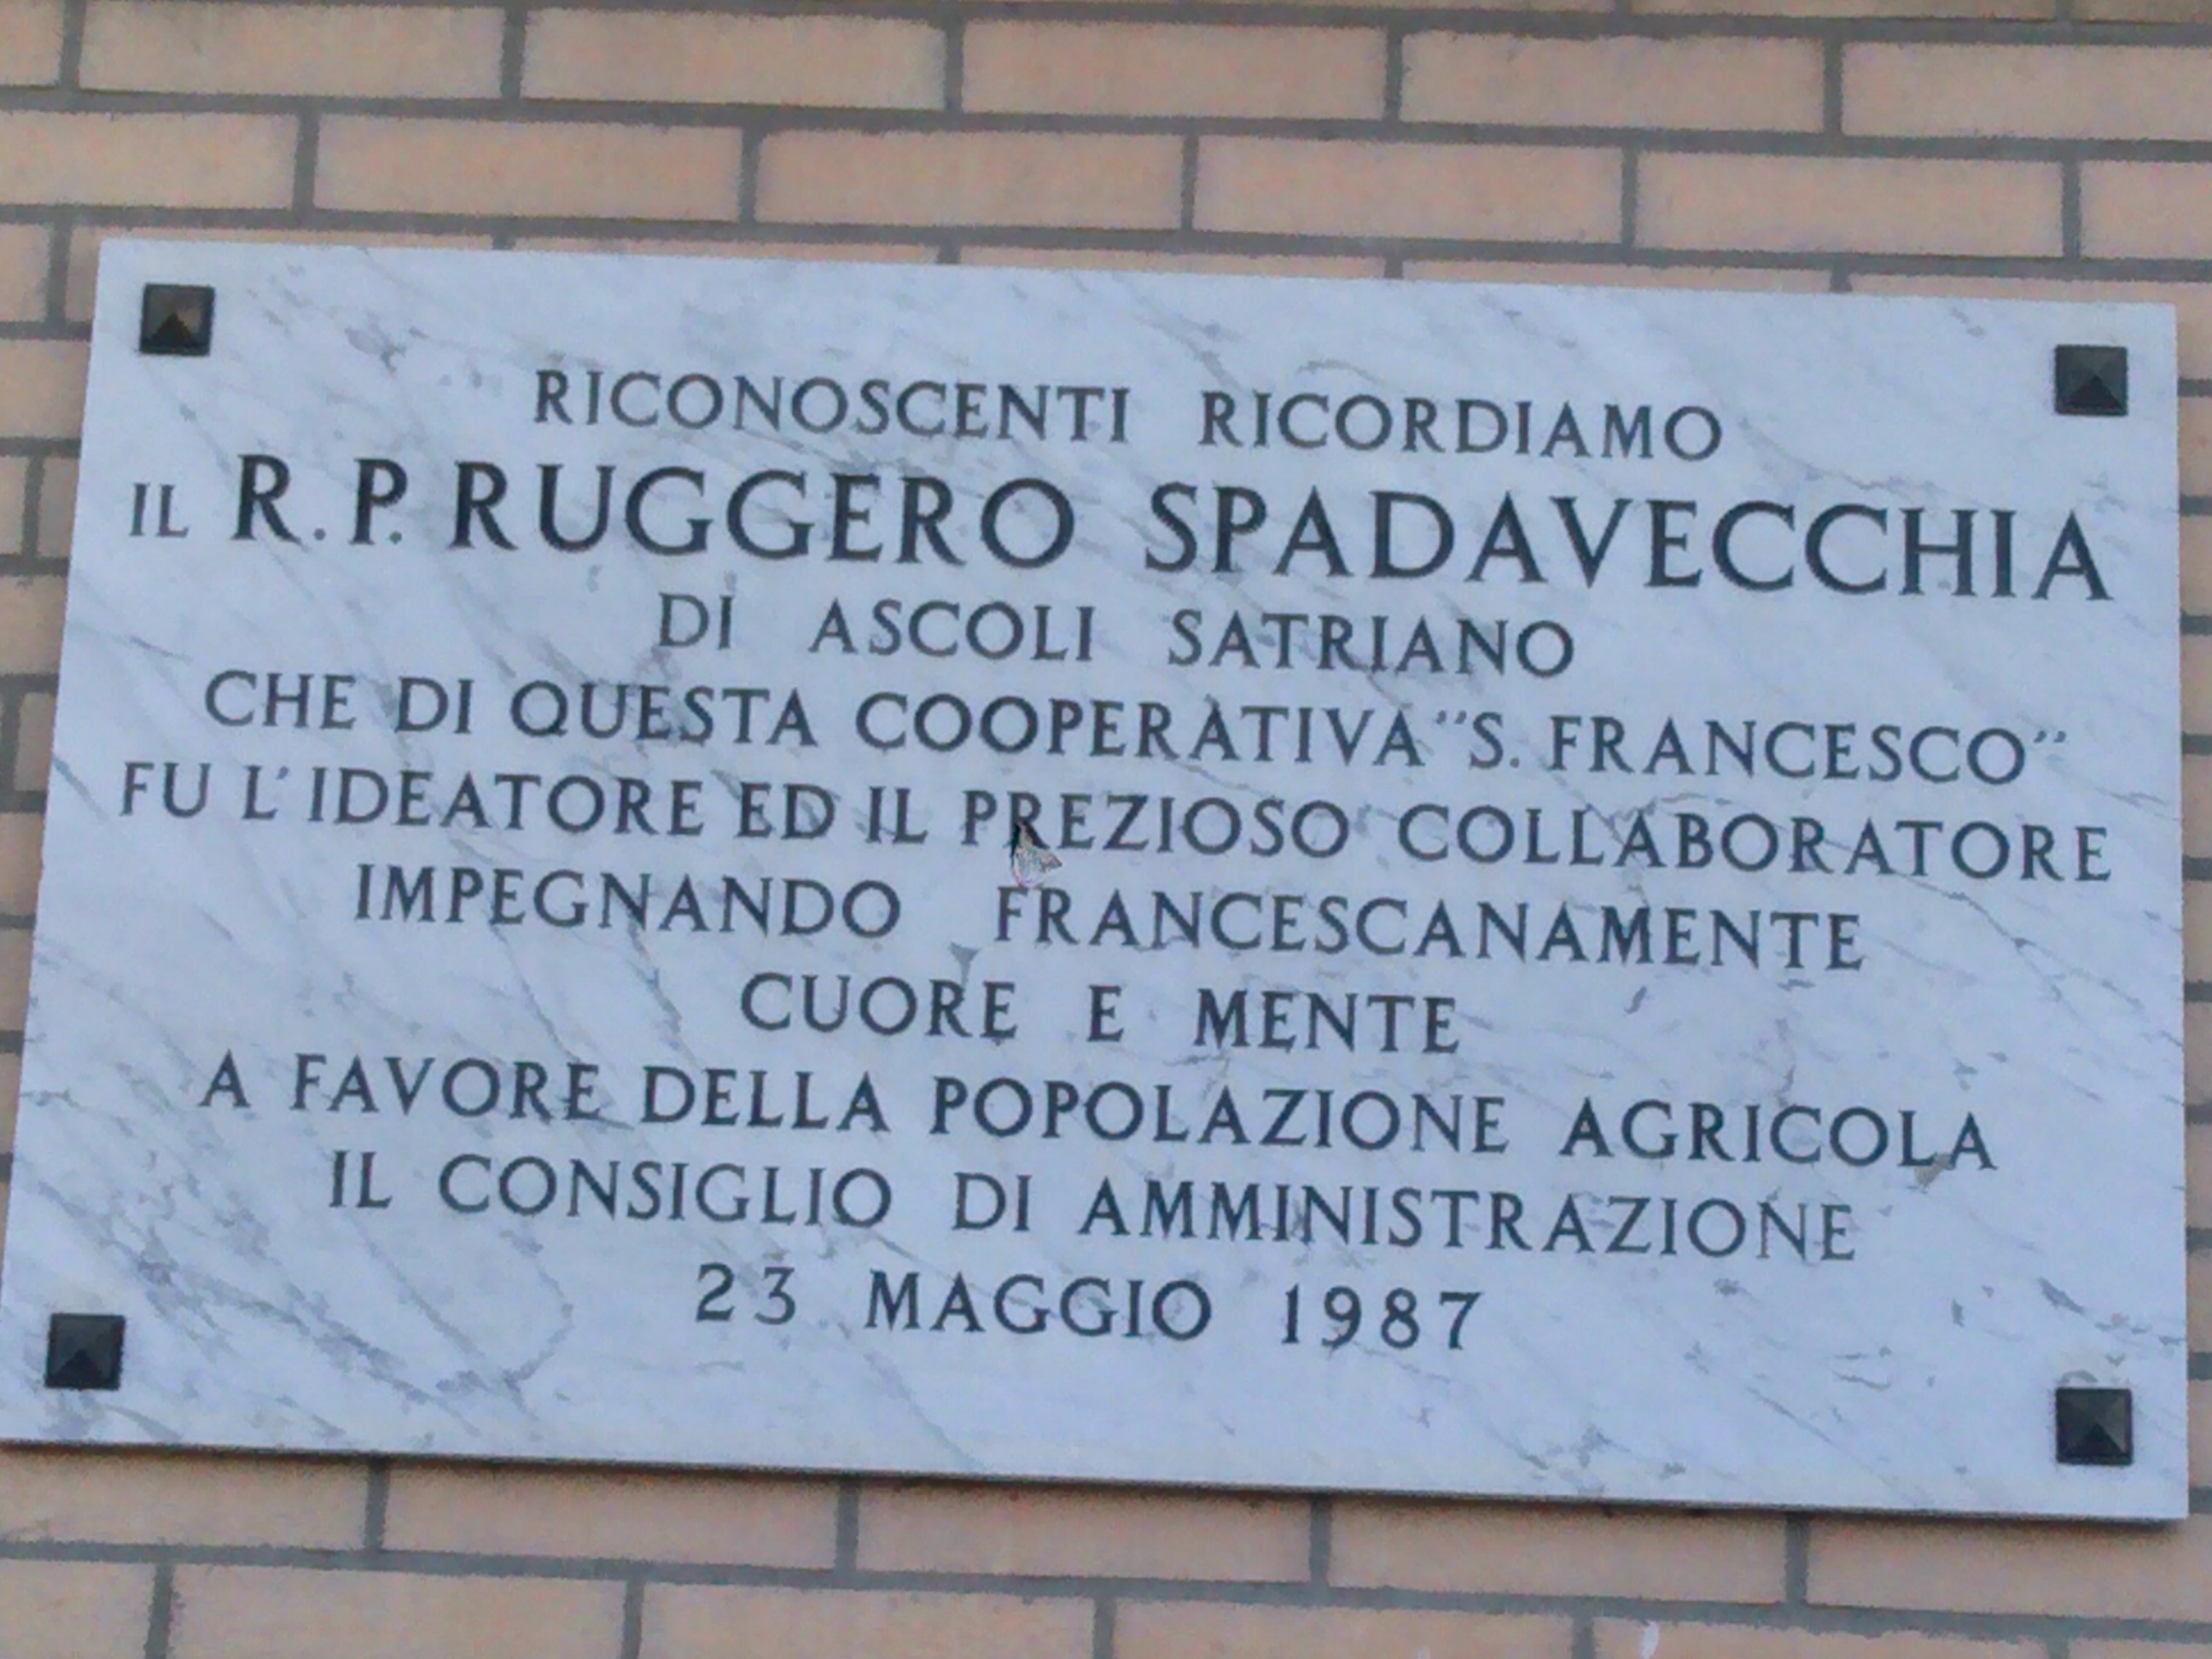 RICONOSCENTI RICORDIAMO
IL R.P. RUGGERO SPADAVECCHIA
DI ASCOLI SATRIANO
CHE DI QUESTA COOPERATIVA "S. FRANCESCO"
FU L'IDEATORE ED IL PREZIOSO COLLABORATORE
IMPEGNANDO FRANCESCANAMENTE
CUORE E MENTE
A FAVORE DELLA POPOLAZIONE AGRICOLA
IL CONSIGLIO DI AMMINISTRAZIONE
23 MAGGIO 1987